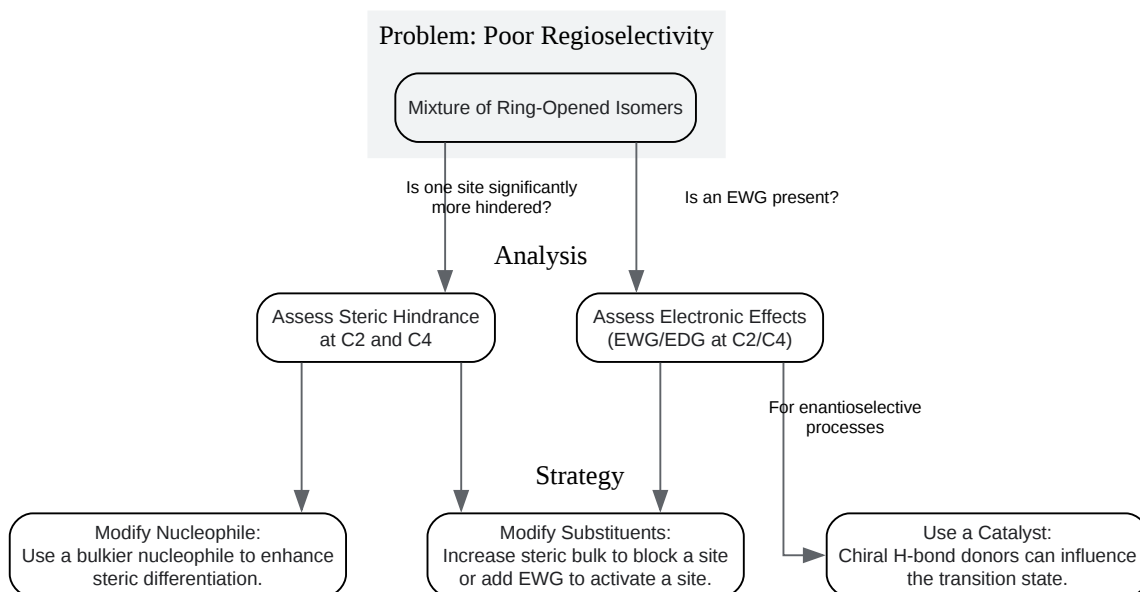 Problem: Poor Regioselectivity
Mixture of Ring-Opened Isomers
Is one site significantly
more hindered?
Is an EWG present?
Analysis
Assess Steric Hindrance
at C2 and C4
Assess Electronic Effects
(EWG/EDG at C2/C4)
For enantioselective
processes
Strategy
Modify Nucleophile:
Use a bulkier nucleophile to enhance
steric differentiation.
Modify Substituents:
Increase steric bulk to block a site
or add EWG to activate a site.
Use a Catalyst:
Chiral H-bond donors can influence
the transition state.